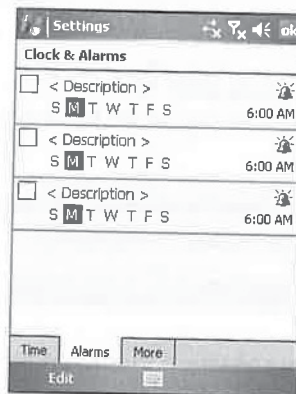 Settings ok
Clock & Alarms
< Description >
S M T W T F S 6:00 AM
< Description >
S M T W T F S 6:00 AM
< Description >
S M T W T F S 6:00 AM
Time Alarms More
Edit